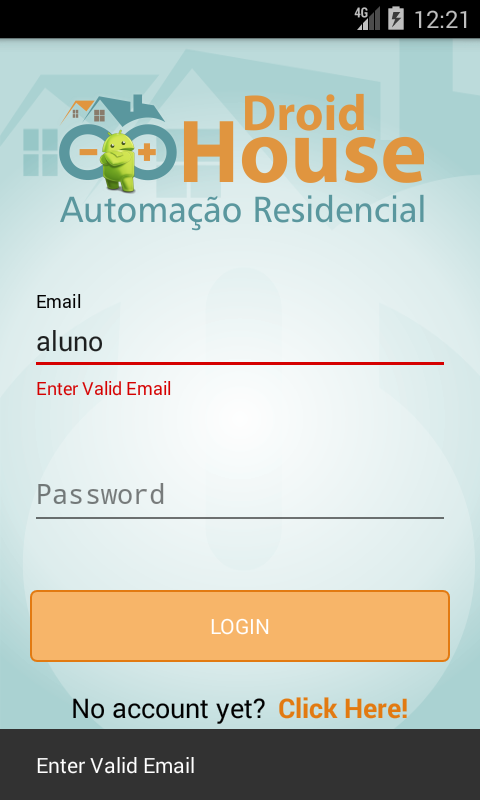 4G 12:21
Droid
House
Automação Residencial
Email
aluno
Enter Valid Email
Password
LOGIN
No account yet? Click Here!
Enter Valid Email